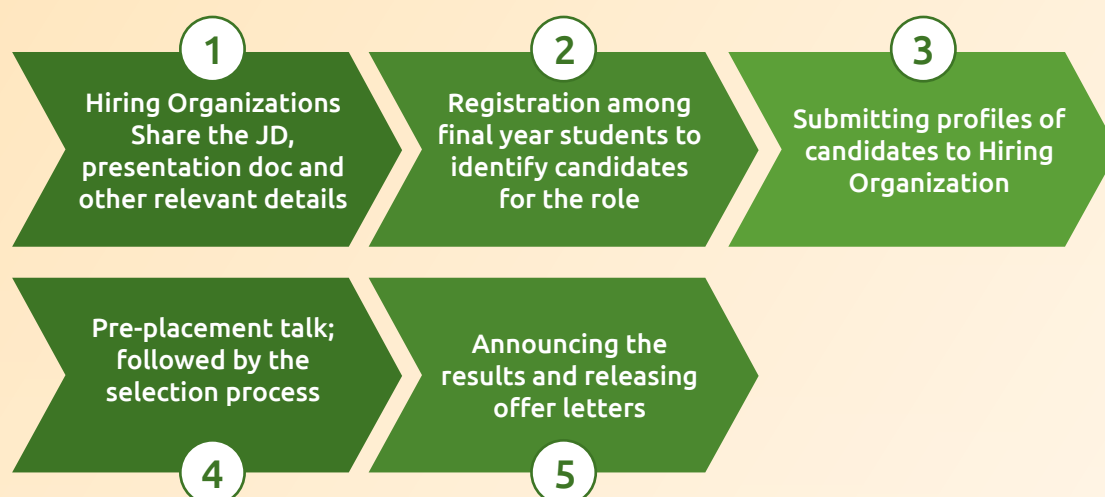 1
Hiring Organizations
Share the JD,
presentation doc and
other relevant details
2
Registration among
final year students to
identify candidates
for the role
3
Submitting profiles of
candidates to Hiring
Organization
Pre-placement talk;
followed by the
selection process
4
Announcing the
results and releasing
offer letters
5